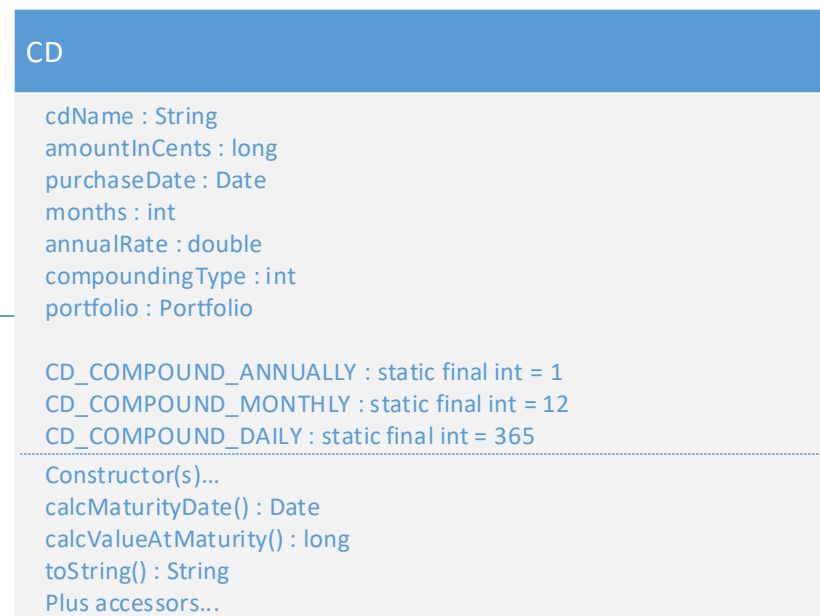 CD
cdName : String
amountInCents : long
purchaseDate : Date
months : int
annualRate : double
compoundingType : int
portfolio : Portfolio
CD_COMPOUND_ANNUALLY : static final int = 1
CD_COMPOUND_MONTHLY : static final int = 12
CD_COMPOUND_DAILY : static final int = 365
Constructor(s)...
calcMaturityDate() : Date
calcValueAtMaturity() : long
toString() : String
Plus accessors...